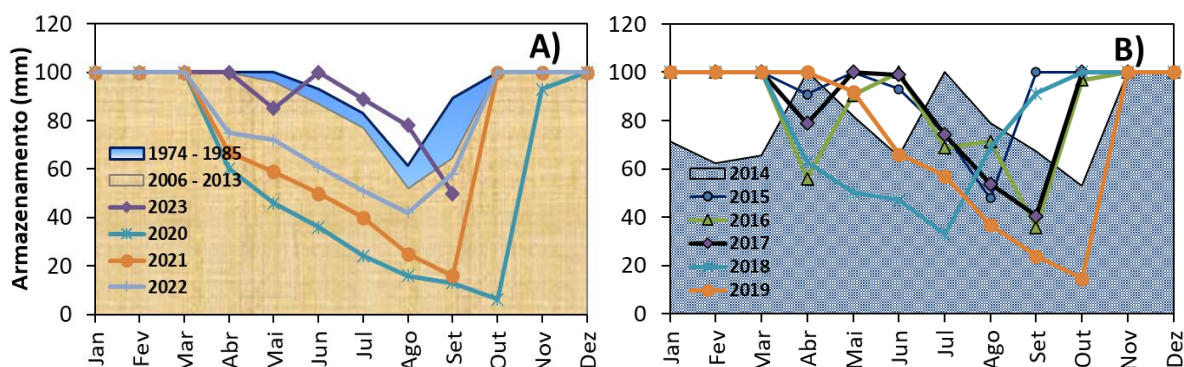 Armazenamento (mm)
120
100
80
60
40
20
0
A)
1974 - 1985
2006 - 2013
2023
2020
2021
2022
Jan
Fev
Mar
Abr
Mai
Jun
Jul
Ago
Set
Out
Nov
Dez
120
100
80
60
40
20
0
B)
2014
2015
2016
2017
2018
2019
Jan
Fev
Mar
Abr
Mai
Jun
Jul
Ago
Set
Out
Nov
Dez